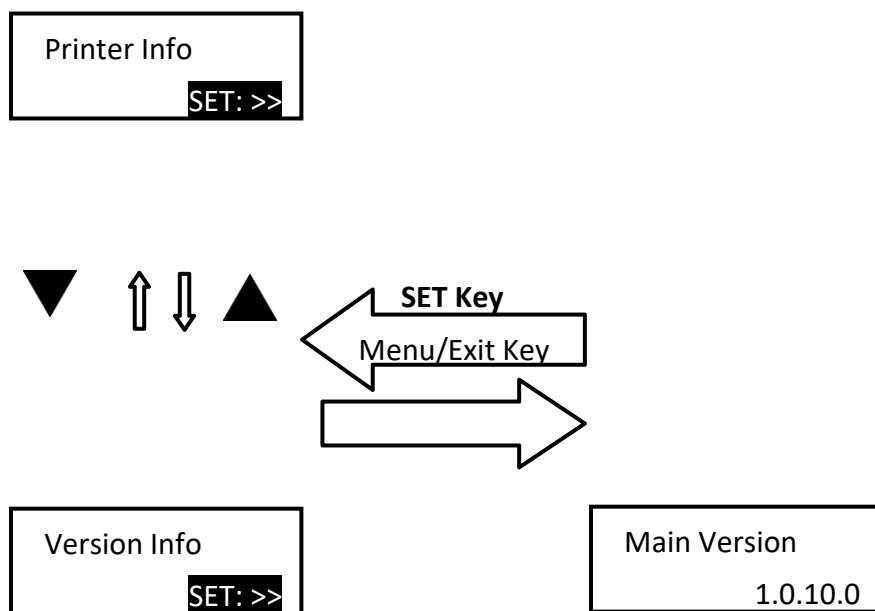 Printer Info
SET: >>
SET Key
Menu/Exit Key
Version Info
SET: >>
Main Version
1.0.10.0